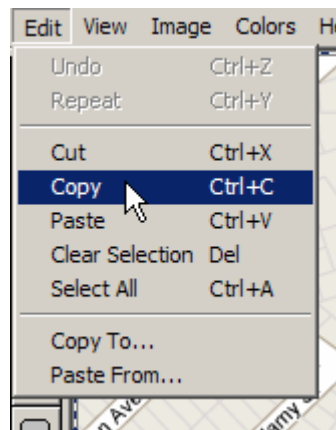 Edit View Image Colors
Undo Ctrl+Z
Repeat Ctrl+Y
Cut Ctrl+X
Copy Ctrl+C
Paste Ctrl+V
Clear Selection Del
Select All Ctrl+A
Copy To...
Paste From...